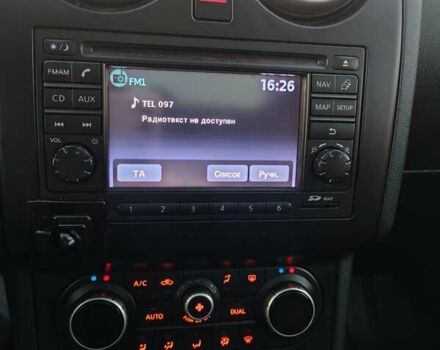 FM·AM
CD
AUX
VOL
FM1
16:26
TEL 097
Радиотекст не доступен
TA
Список
Ручн.
NAV
MAP
SETUP
1 2 3 4 5 6
SD MAP
A/C
AUTO
DUAL